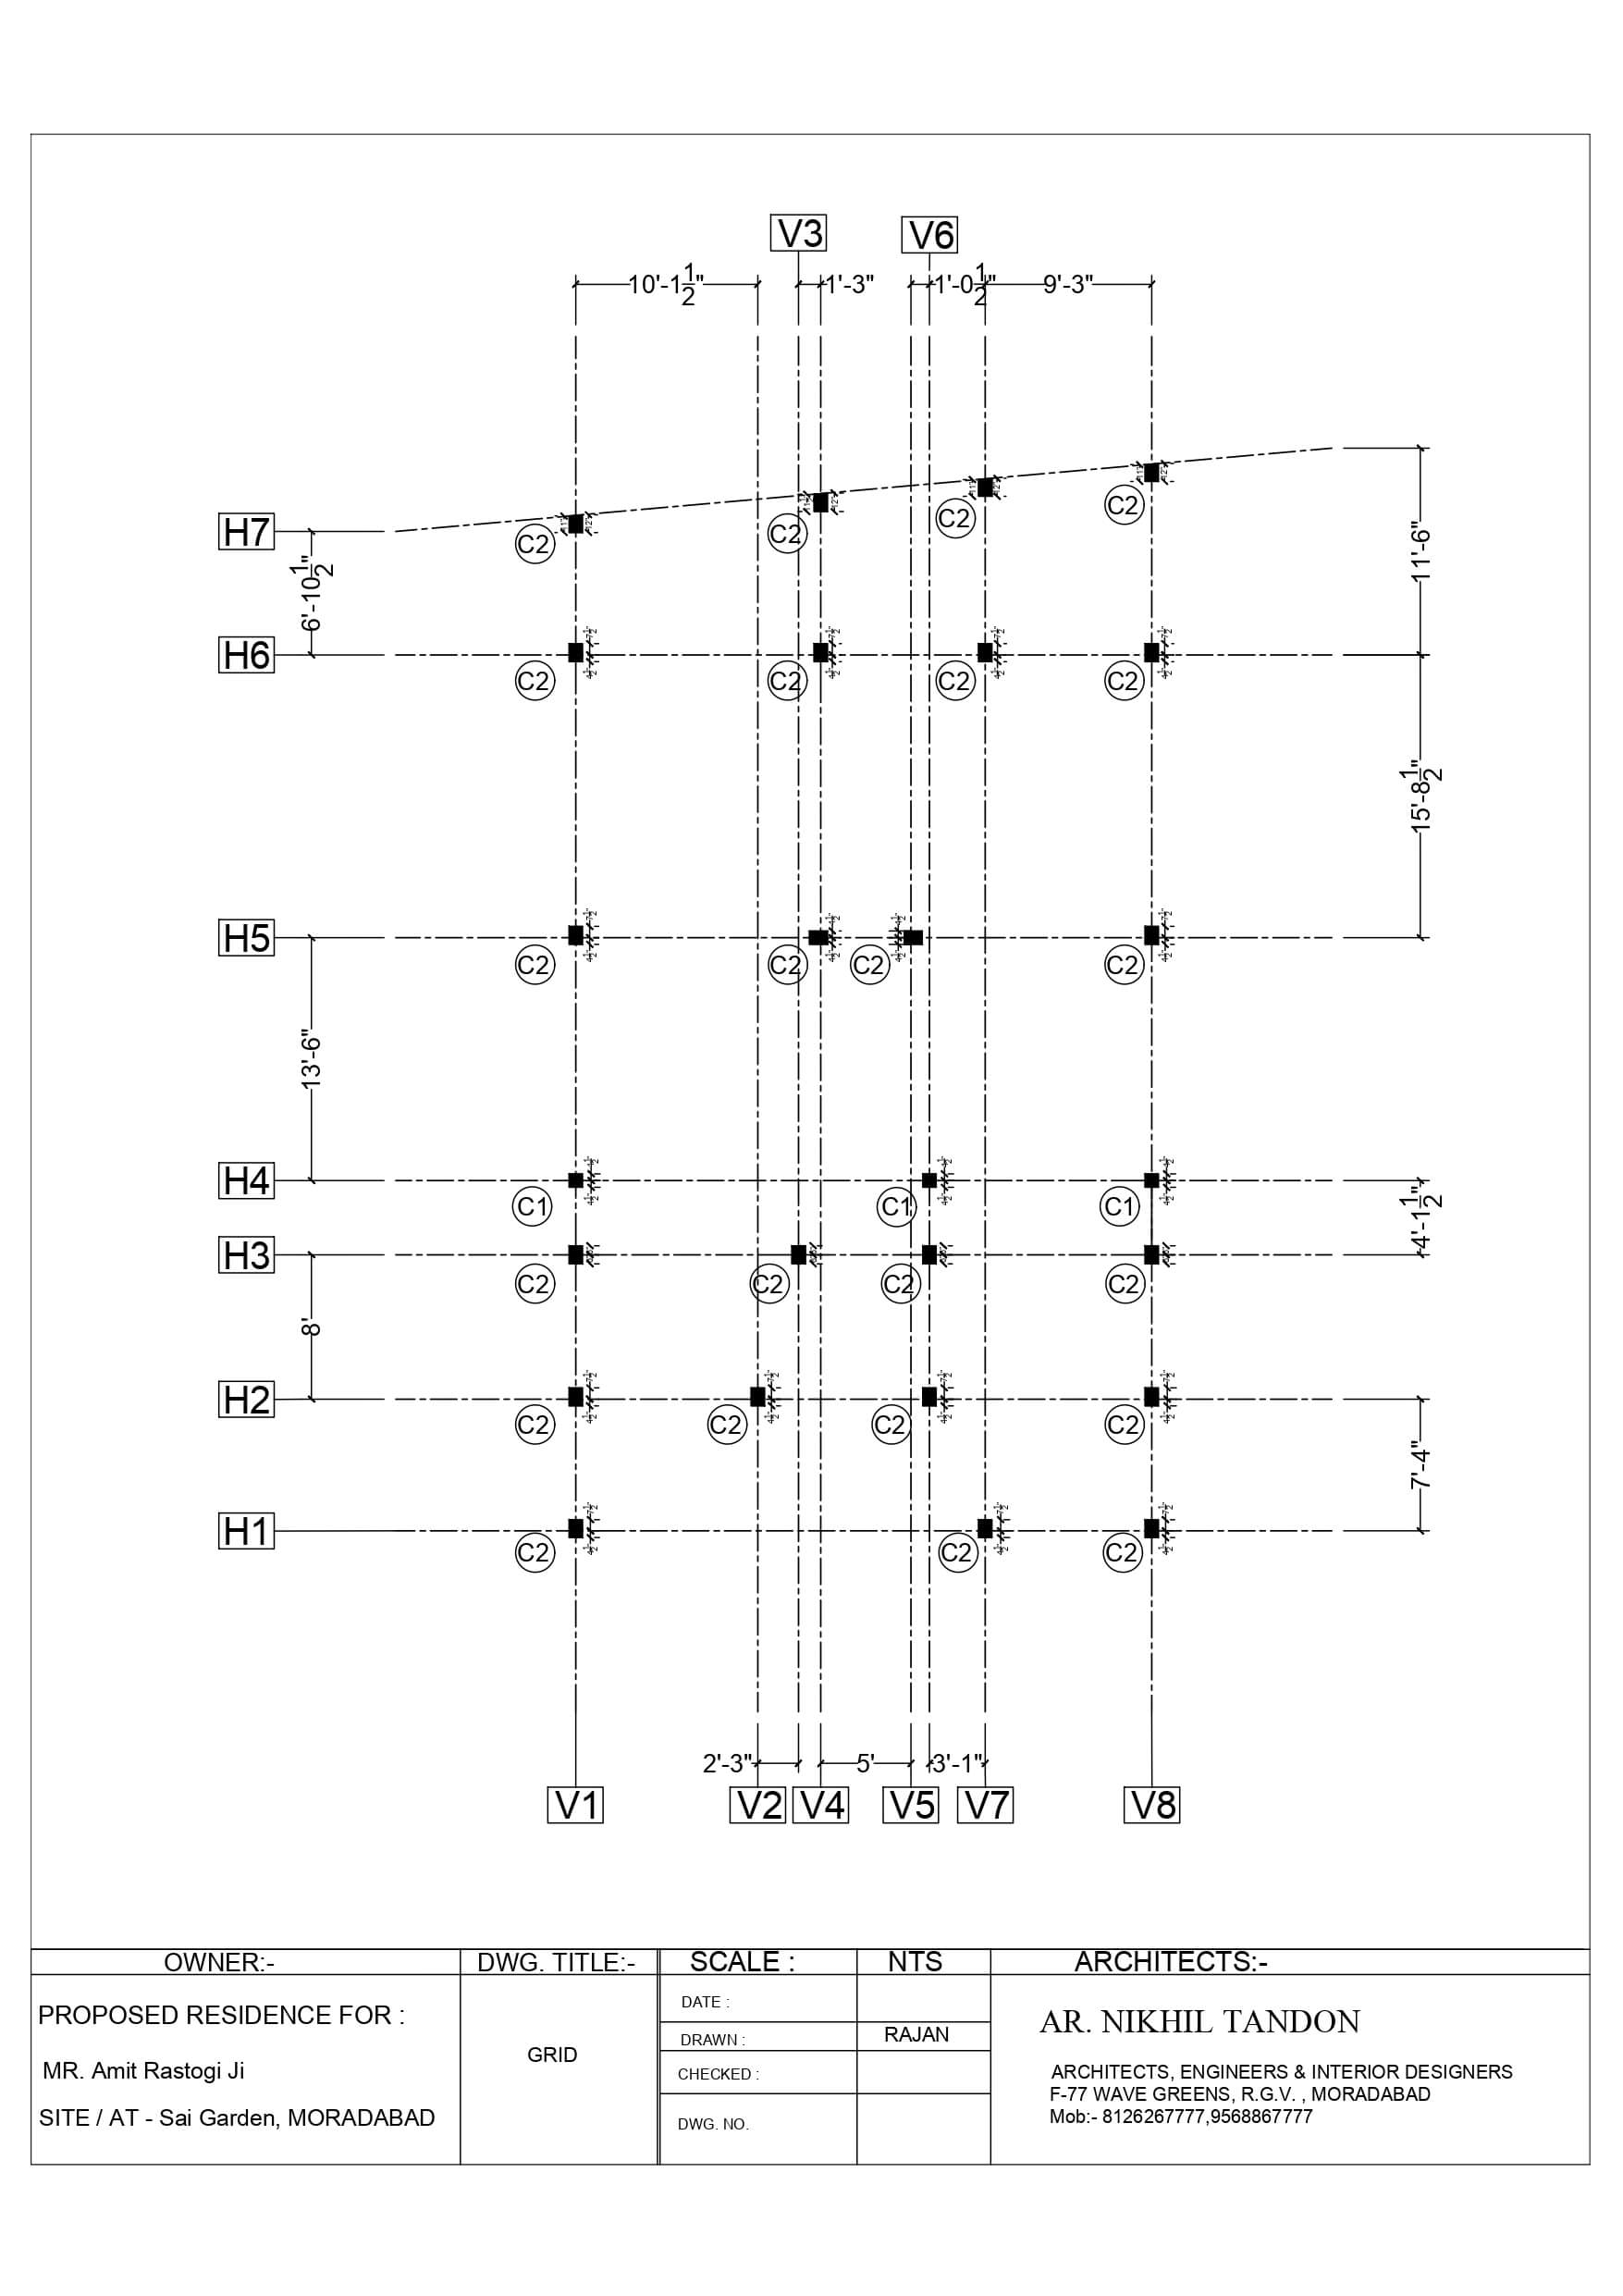 V3 V6
10'-1 1/2" 1'-3" 1'-0 1/2" 9'-3"
C2
C2
C2
H7 C2
6'-10 1/2" 11'-6"
H6
C2 C2 C2 C2
15'-8 1/2"
H5
C2 C2 C2 C2
13'-6"
H4
C1 C1 C1
4'-1 1/2"
H3
C2 C2 C2 C2
8'
H2
C2 C2 C2 C2
7'-4"
H1
C2 C2 C2
2'-3" 5' 3'-1"
V1 V2 V4 V5 V7 V8
OWNER:- DWG. TITLE:- SCALE : NTS ARCHITECTS:-
PROPOSED RESIDENCE FOR :
MR. Amit Rastogi Ji
SITE / AT - Sai Garden, MORADABAD
GRID
DATE :
DRAWN : RAJAN
CHECKED :
DWG. NO.
AR. NIKHIL TANDON
ARCHITECTS, ENGINEERS & INTERIOR DESIGNERS
F-77 WAVE GREENS, R.G.V. , MORADABAD
Mob:- 8126267777,9568867777